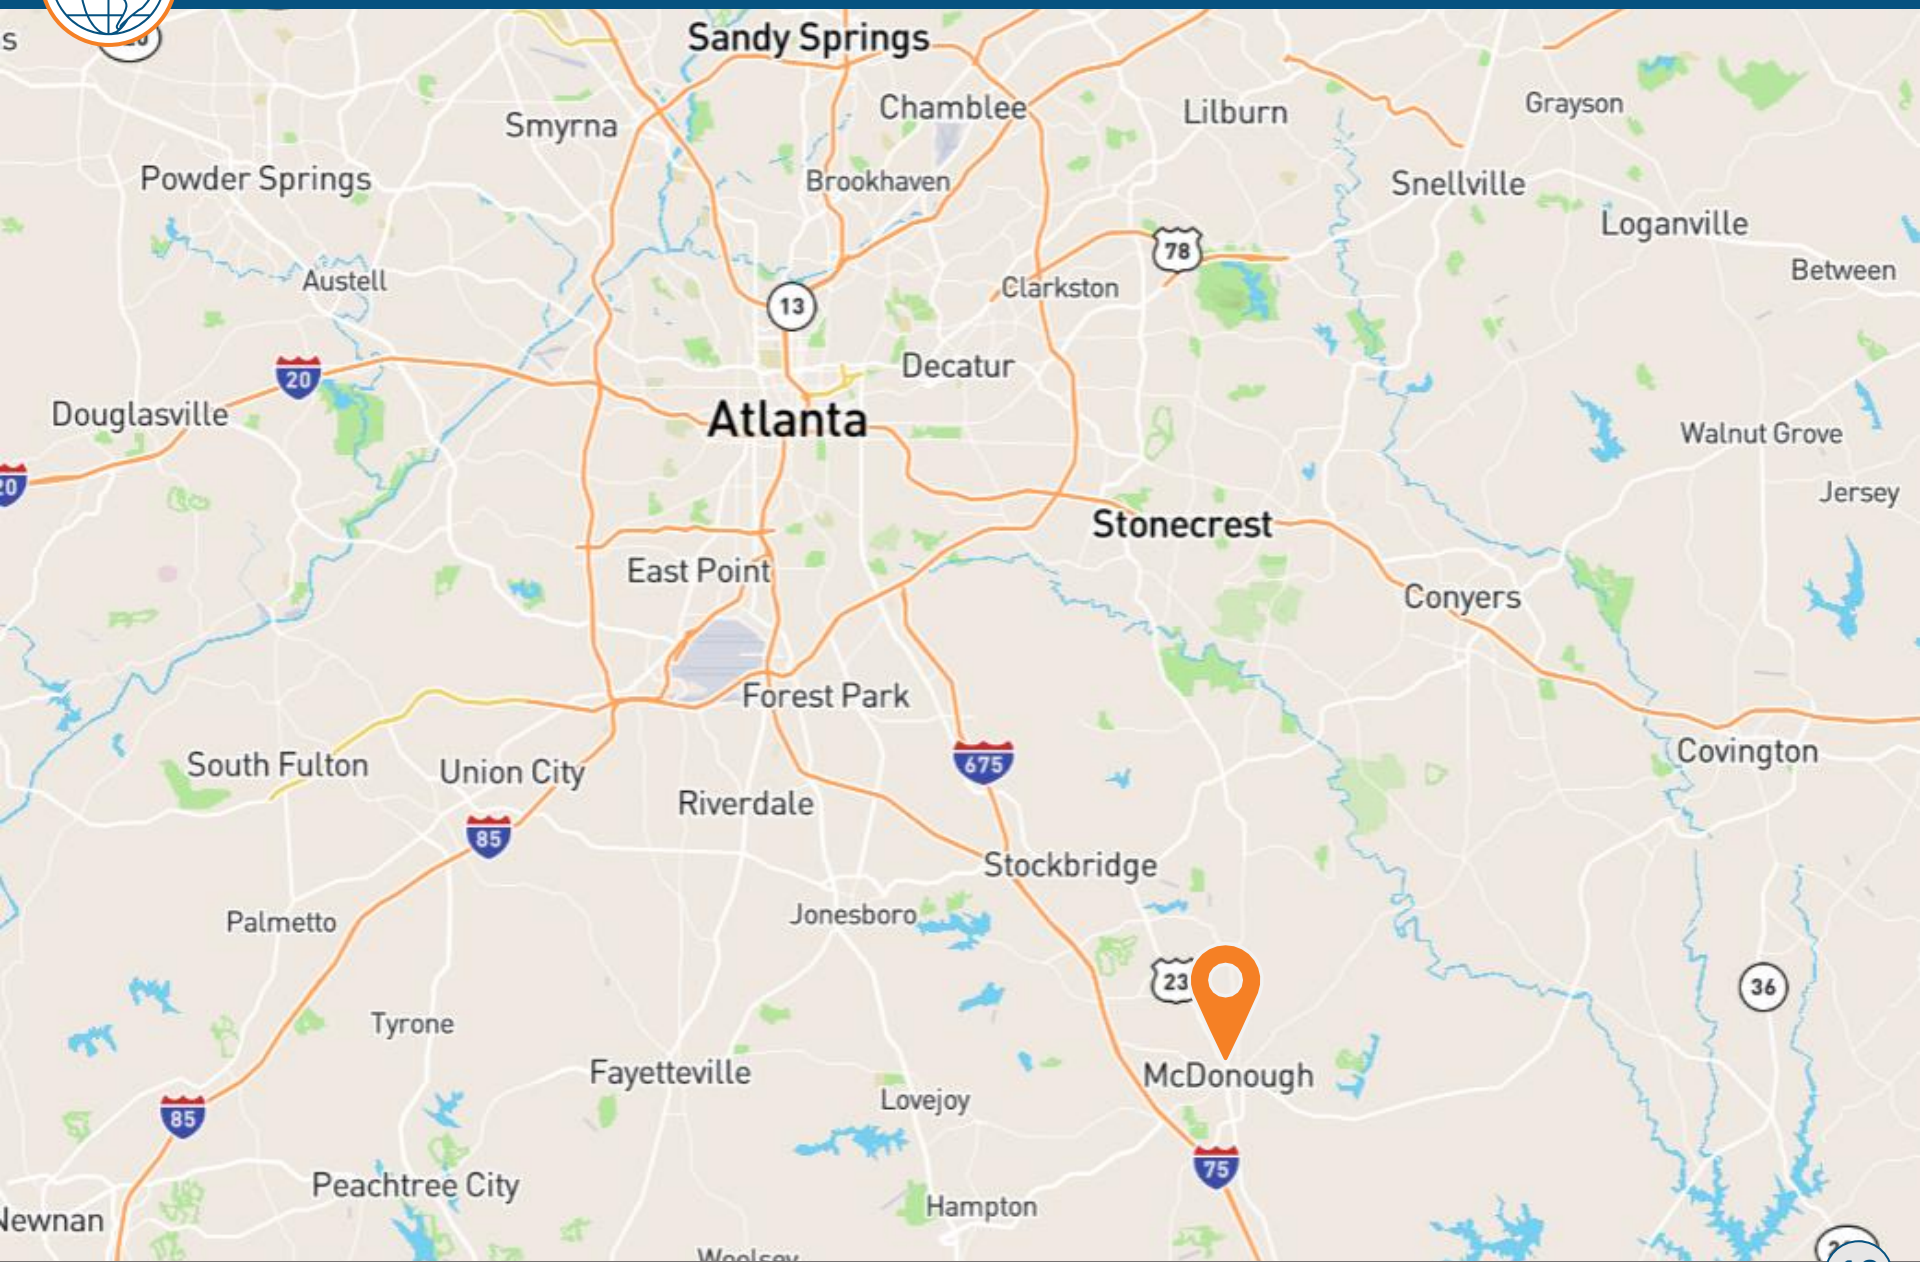 Sandy Springs
Chamblee
Grayson
Lilburn
Smyrna
Powder Springs
Brookhaven
Snellville
Loganville
78
Between
Austell
Clarkston
13
Decatur
20
Douglasville
Atlanta
Walnut Grove
20
Jersey
Stonecrest
East Point
Conyers
Forest Park
Covington
South Fulton
Union City
675
Riverdale
85
Stockbridge
Jonesboro
Palmetto
23
36
Tyrone
Fayetteville
McDonough
Lovejoy
85
75
Peachtree City
Hampton
Newnan
Woolsey